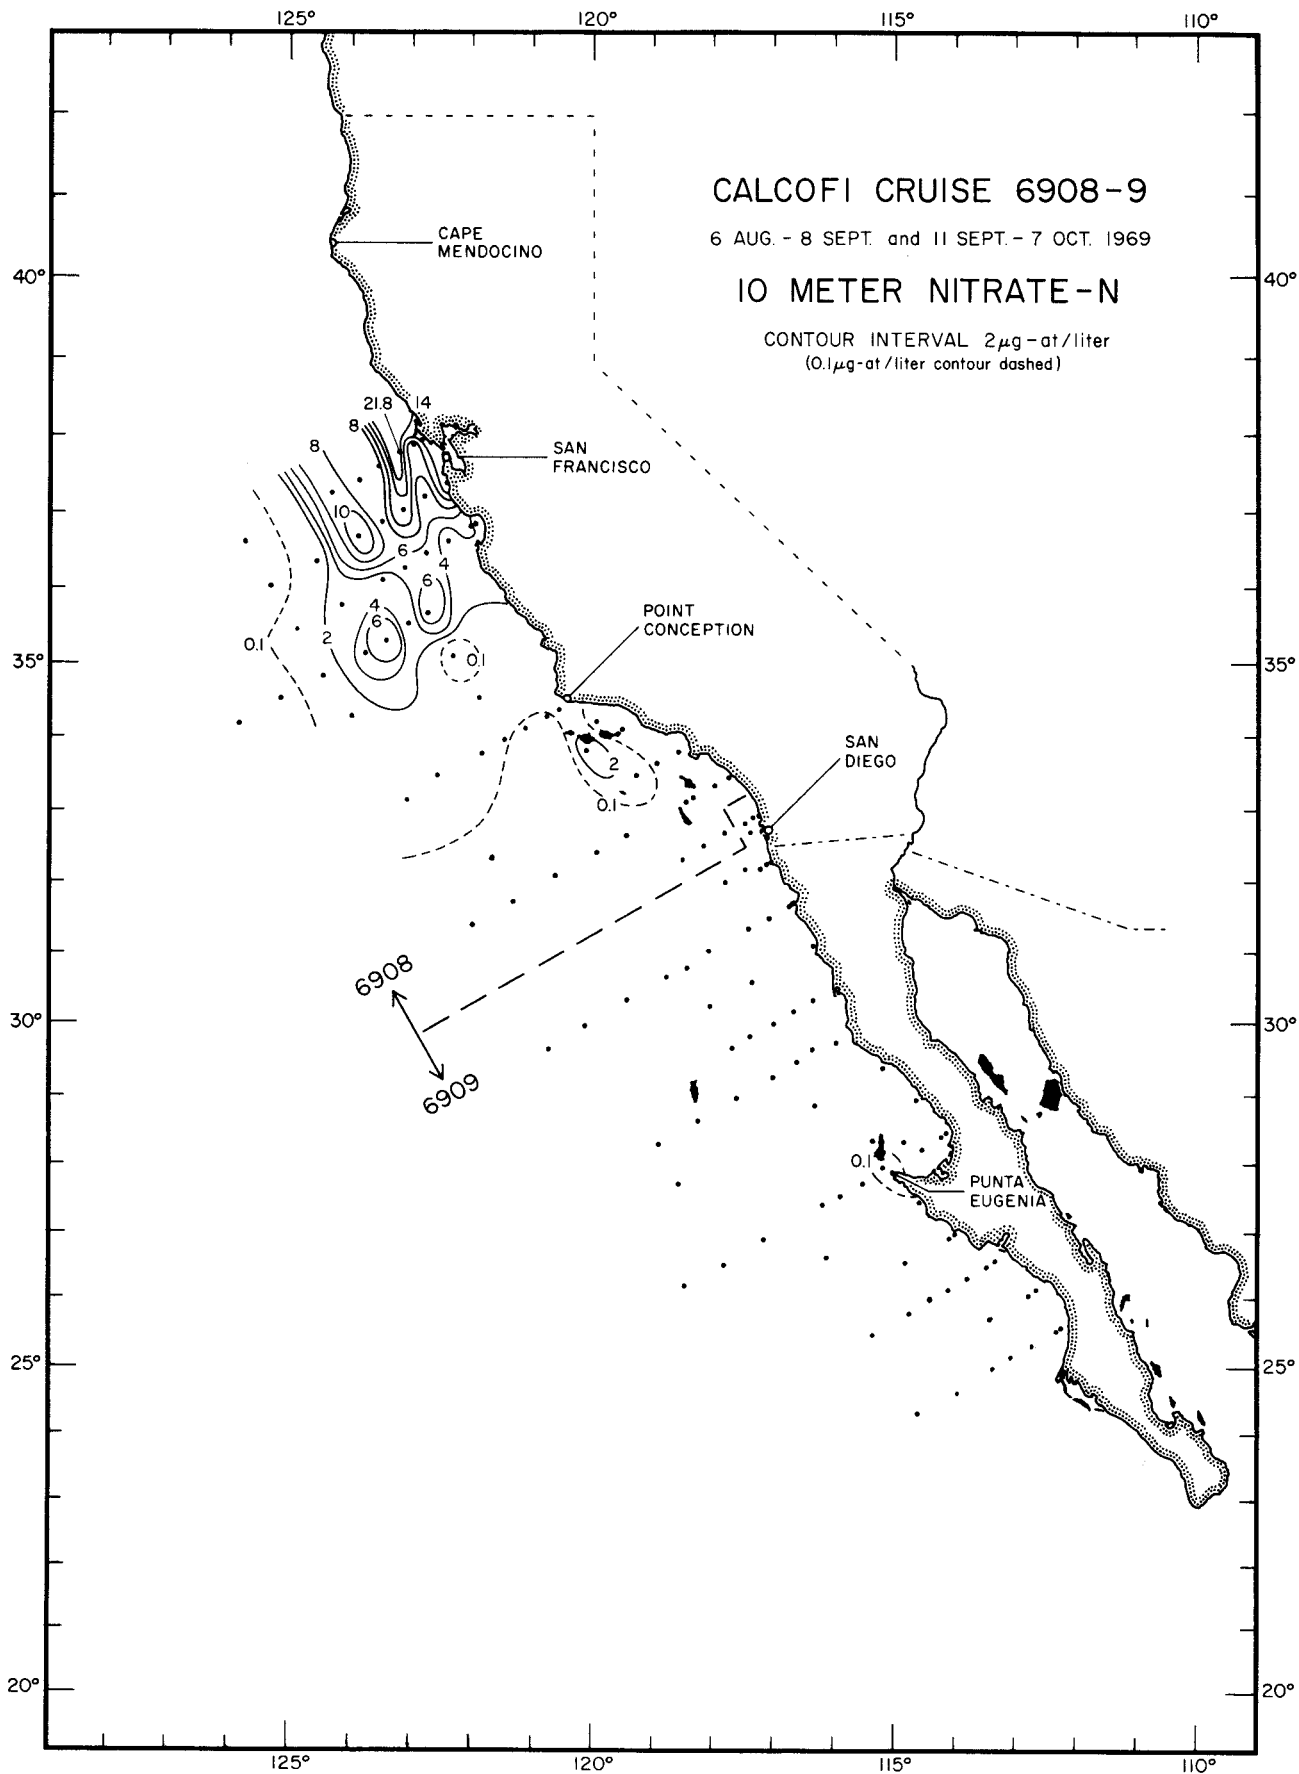 125° 120° 115° 110°
CALCOFI CRUISE 6908-9
6 AUG. - 8 SEPT. and 11 SEPT. - 7 OCT. 1969
10 METER NITRATE-N
CONTOUR INTERVAL 2µg-at/liter
(0.1µg-at/liter contour dashed)
CAPE
MENDOCINO
40° 40°
21.8 14
8 8
SAN
FRANCISCO
10
6
4
6
4
6
2
0.1
0.1
POINT
CONCEPTION
35° 35°
SAN
DIEGO
2
0.1
6908
30° 30°
6909
0.1
PUNTA
EUGENIA
25° 25°
20° 20°
125° 120° 115° 110°